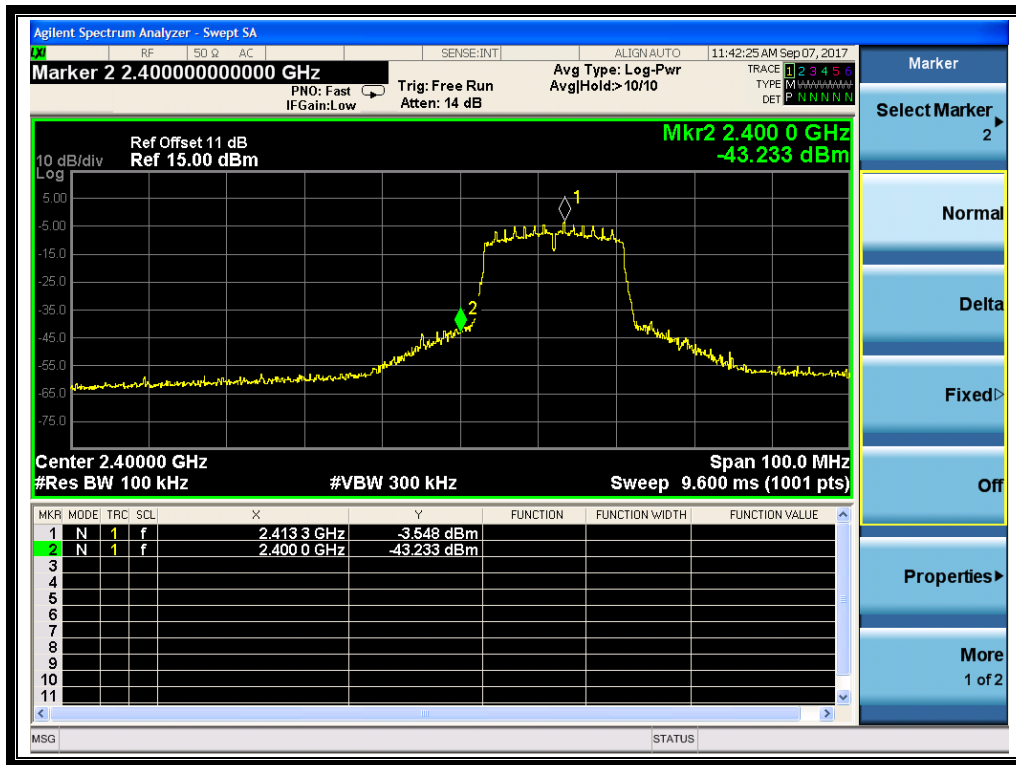 Agilent Spectrum Analyzer - Swept SA
LXI RF 50 Ω AC SENSE:INT ALIGN AUTO 11:42:25 AM Sep 07, 2017
Marker 2 2.400000000000 GHz
PNO: Fast
IFGain:Low
Trig: Free Run
Atten: 14 dB
Avg Type: Log-Pwr
Avg|Hold:>10/10
TRACE 1 2 3 4 5 6
TYPE M WWWWW
DET P N N N N N
Mkr2 2.400 0 GHz
-43.233 dBm
Ref Offset 11 dB
10 dB/div Ref 15.00 dBm
Log
5.00
-5.00
-15.0
-25.0
-35.0
-45.0
-55.0
-65.0
-75.0
1
2
Center 2.40000 GHz Span 100.0 MHz
#Res BW 100 kHz #VBW 300 kHz Sweep 9.600 ms (1001 pts)
MKR MODE TRC SCL X Y FUNCTION FUNCTION WIDTH FUNCTION VALUE
1 N 1 f 2.413 3 GHz -3.548 dBm
2 N 1 f 2.400 0 GHz -43.233 dBm
3
4
5
6
7
8
9
10
11
MSG STATUS
Marker
Select Marker
2
Normal
Delta
Fixed
Off
Properties
More
1 of 2